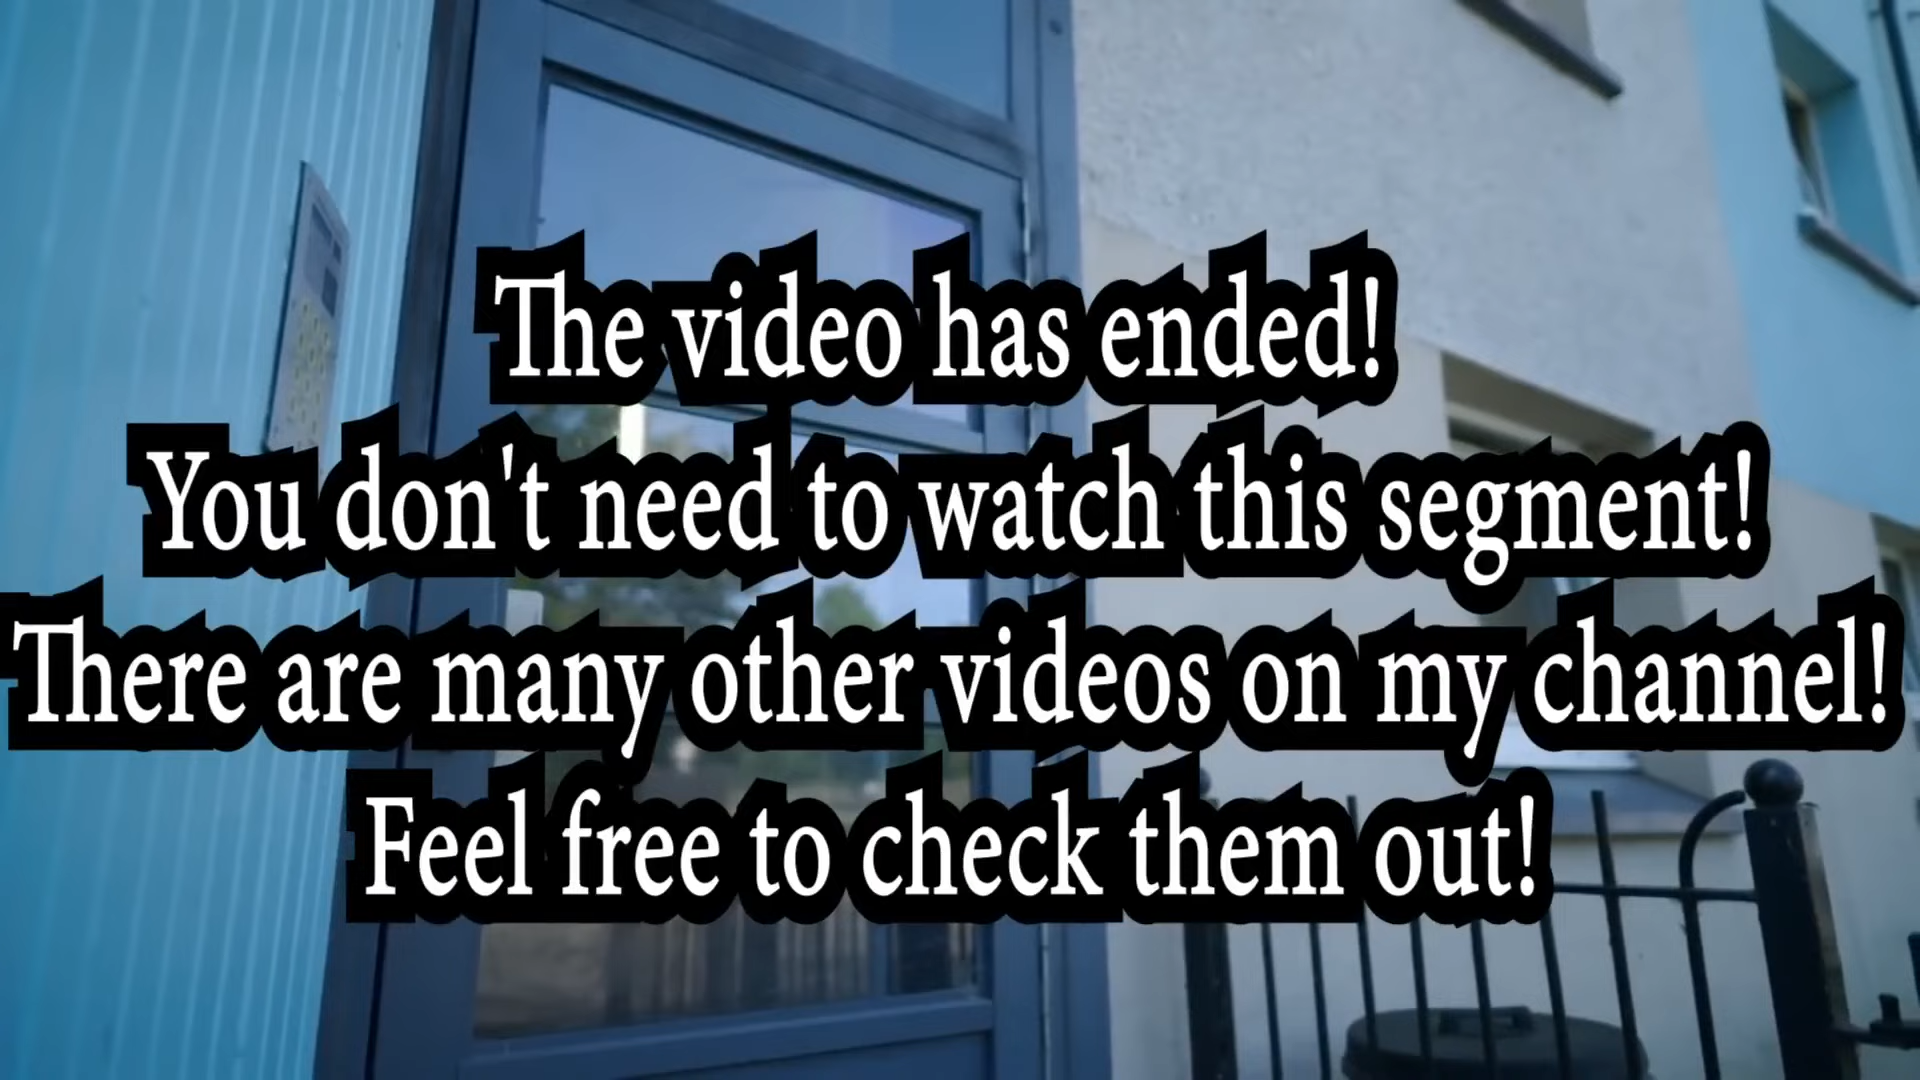 The video has ended!
You don't need to watch this segment!
There are many other videos on my channel!
Feel free to check them out!